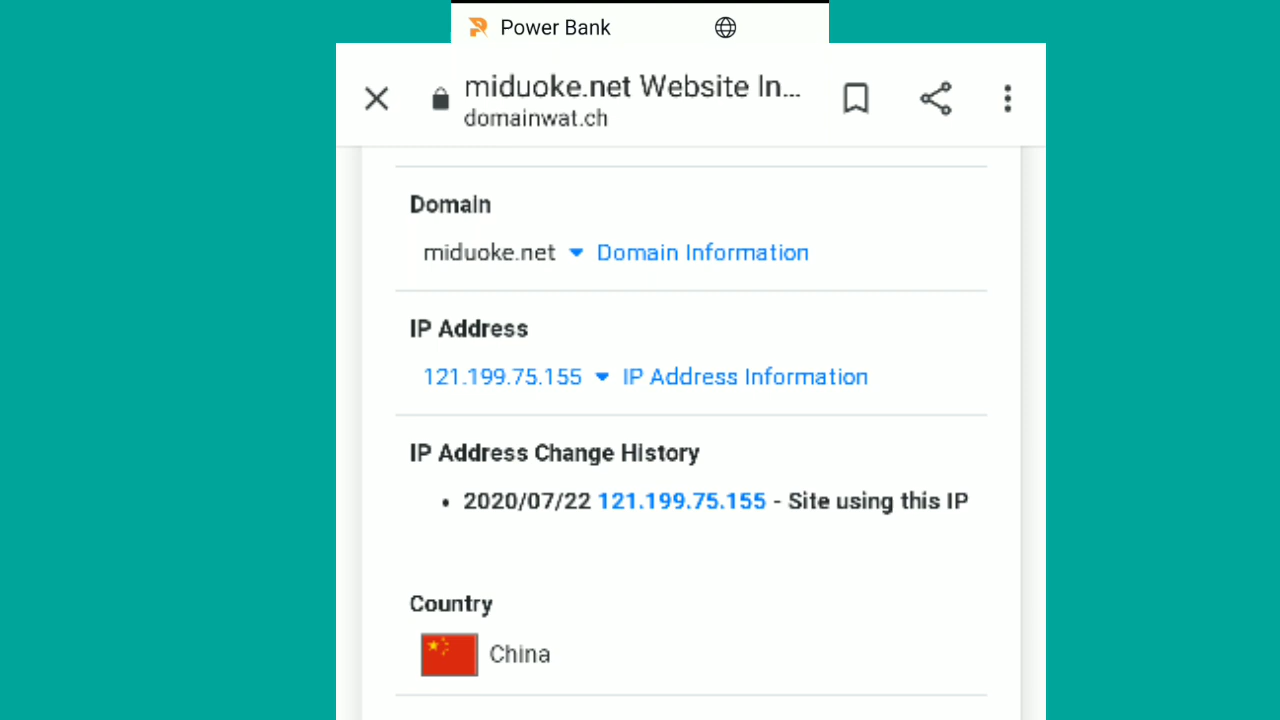 Power Bank
miduoke.net Website In...
domainwat.ch
Domain
miduoke.net Domain Information
IP Address
121.199.75.155 IP Address Information
IP Address Change History
• 2020/07/22 121.199.75.155 - Site using this IP
Country
China